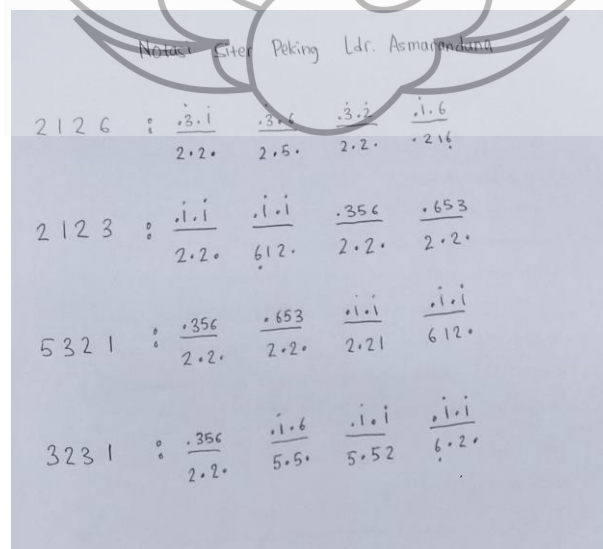 Notasi Siter Peking Ldr. Asmarandana
2126 : .3̇.1̇ .3̇.6 .3̇.2̇ .1̇.6
2.2. 2.5. 2.2. .216̣
2123 : .1̇.1̇ .1̇.1̇ .356 .653
2.2. 6̣12. 2.2. 2.2.
5321 : .356 .653 .1̇.1̇ .1̇.1̇
2.2. 2.2. 2.21 612.
3231 : .356 .1̇.6 .1̇.1̇ .1̇.1̇
2.2. 5.5. 5.52 6̣.2.